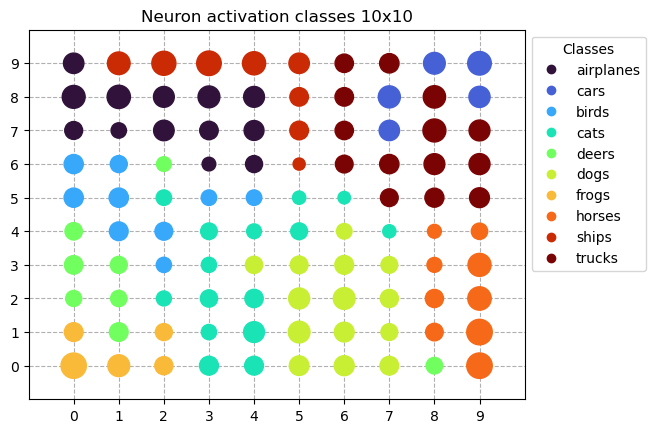 Neuron activation classes 10x10
9
8
7
6
5
4
3
2
1
0
0 1 2 3 4 5 6 7 8 9
Classes
airplanes
cars
birds
cats
deers
dogs
frogs
horses
ships
trucks